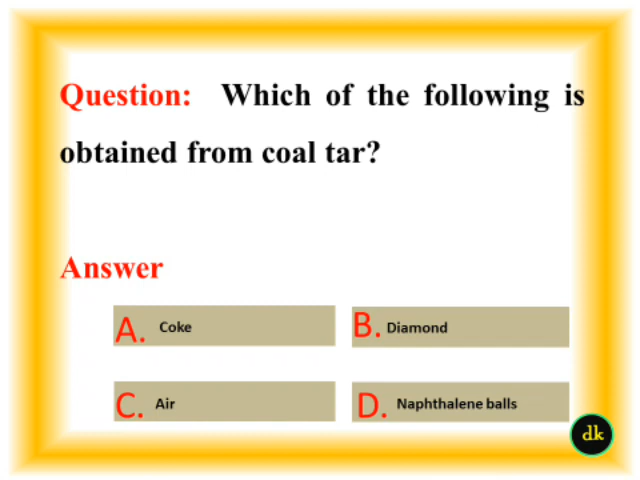 Question: Which of the following is
obtained from coal tar?
Answer
A. Coke
B. Diamond
C. Air
D. Naphthalene balls
dk